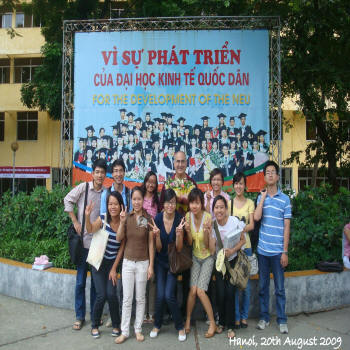 VÌ SỰ PHÁT TRIỂN
CỦA ĐẠI HỌC KINH TẾ QUỐC DÂN
FOR THE DEVELOPMENT OF THE NEU
Hanoi, 20th August 2009